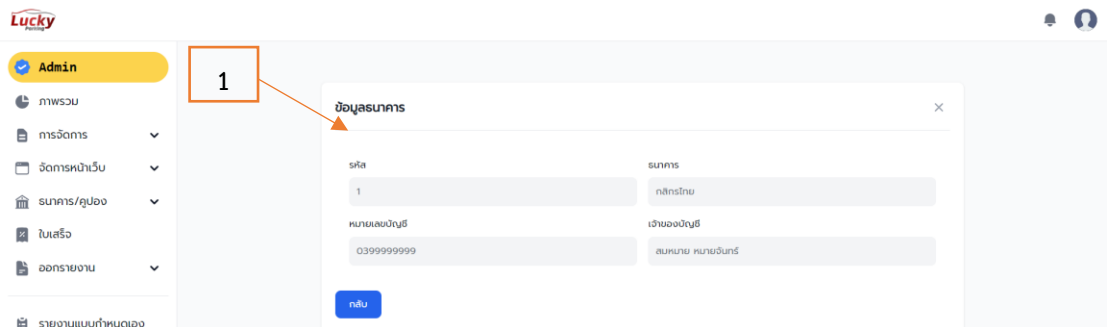 Lucky
Painting
Admin
ภาพรวม
การจัดการ
จัดการหน้าเว็บ
ธนาคาร/คูปอง
ใบเสร็จ
ออกรายงาน
รายงานแบบกำหนดเอง
1
ข้อมูลธนาคาร
รหัส
ธนาคาร
1
กสิกรไทย
หมายเลขบัญชี
เจ้าของบัญชี
0399999999
สมหมาย หมายจันทร์
กลับ